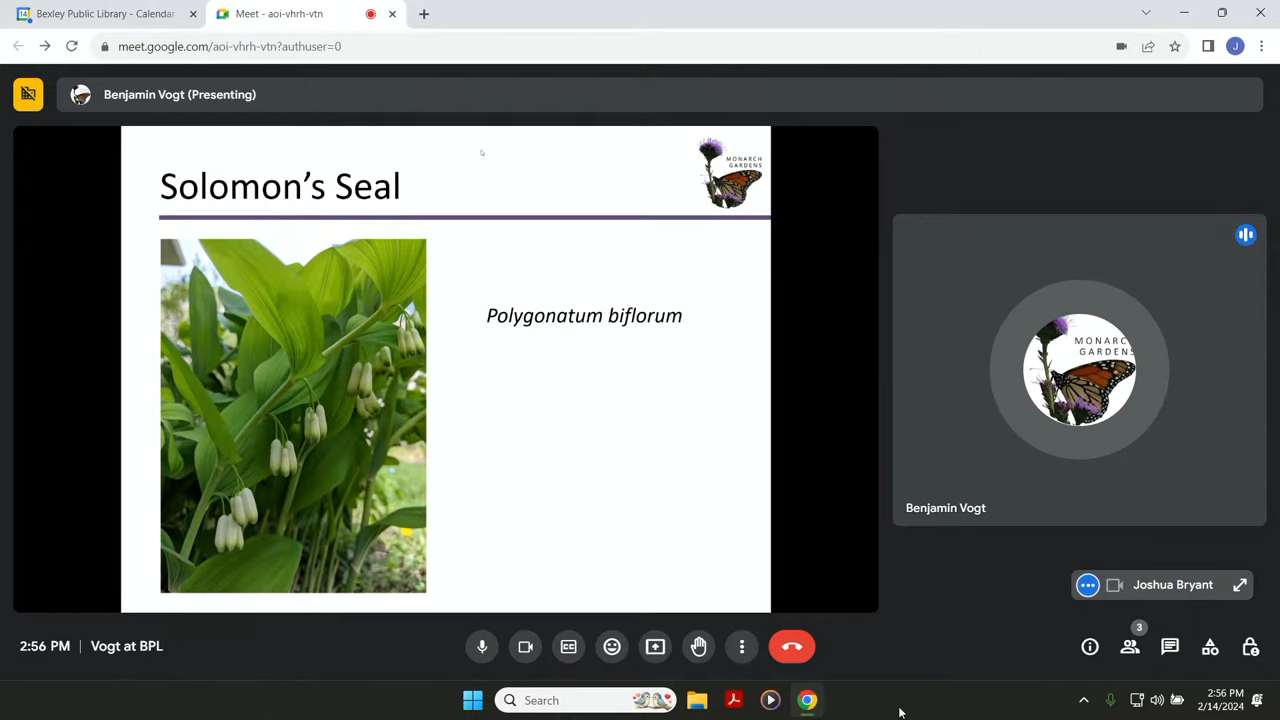 Bexley Public Library - Calendar
Meet - aoi-vhrh-vtn
meet.google.com/aoi-vhrh-vtn?authuser=0
J
Benjamin Vogt (Presenting)
Solomon's Seal
MONARCH
GARDENS
Polygonatum biflorum
MONARC
GARDENS
Benjamin Vogt
Joshua Bryant
3
2:56 PM | Vogt at BPL
Search
2:56 PM
2/14/2024